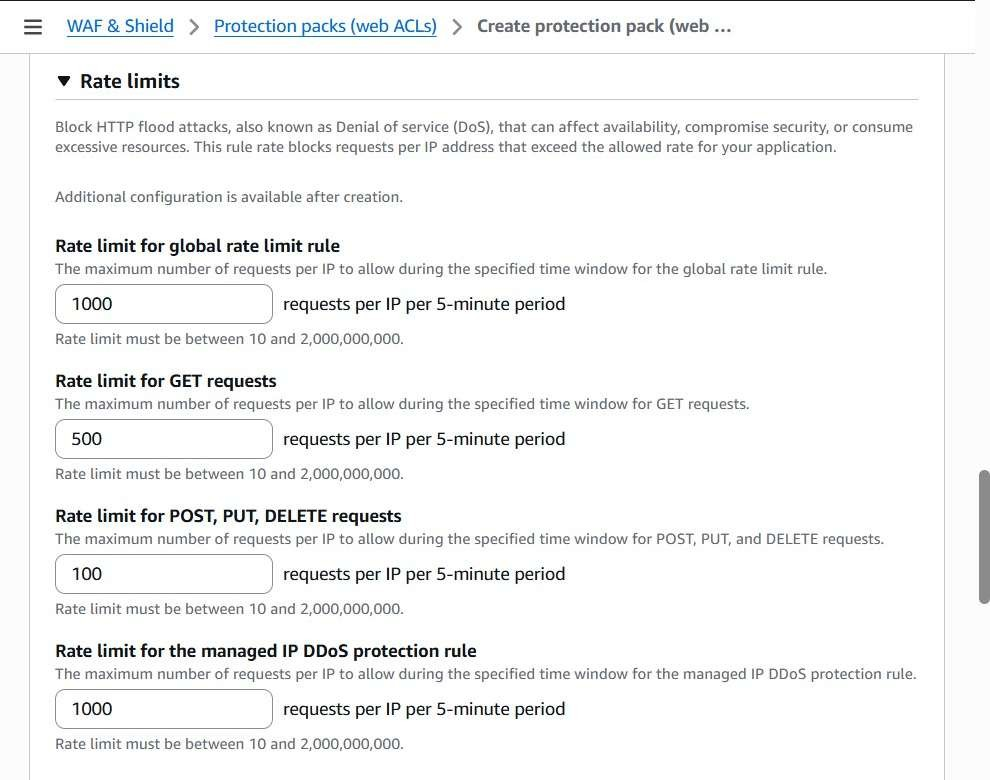 WAF & Shield > Protection packs (web ACLs) > Create protection pack (web ...
Rate limits
Block HTTP flood attacks, also known as Denial of service (DoS), that can affect availability, compromise security, or consume
excessive resources. This rule rate blocks requests per IP address that exceed the allowed rate for your application.
Additional configuration is available after creation.
Rate limit for global rate limit rule
The maximum number of requests per IP to allow during the specified time window for the global rate limit rule.
1000 requests per IP per 5-minute period
Rate limit must be between 10 and 2,000,000,000.
Rate limit for GET requests
The maximum number of requests per IP to allow during the specified time window for GET requests.
500 requests per IP per 5-minute period
Rate limit must be between 10 and 2,000,000,000.
Rate limit for POST, PUT, DELETE requests
The maximum number of requests per IP to allow during the specified time window for POST, PUT, and DELETE requests.
100 requests per IP per 5-minute period
Rate limit must be between 10 and 2,000,000,000.
Rate limit for the managed IP DDoS protection rule
The maximum number of requests per IP to allow during the specified time window for the managed IP DDoS protection rule.
1000 requests per IP per 5-minute period
Rate limit must be between 10 and 2,000,000,000.